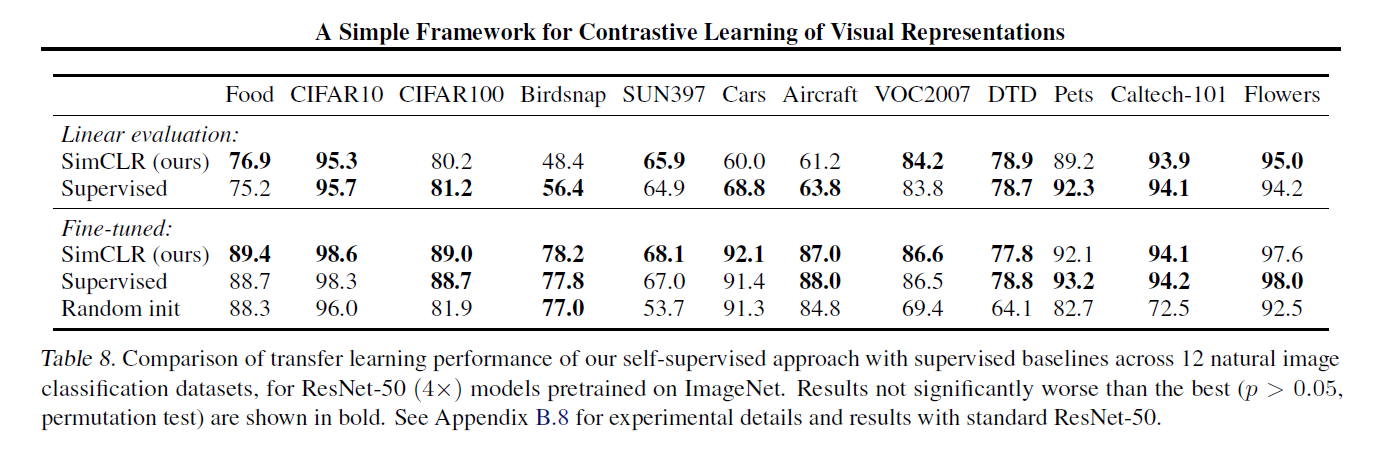 A Simple Framework for Contrastive Learning of Visual Representations
Food CIFAR10 CIFAR100 Birdsnap SUN397 Cars Aircraft VOC2007 DTD Pets Caltech-101 Flowers
Linear evaluation:
SimCLR (ours) 76.9 95.3 80.2 48.4 65.9 60.0 61.2 84.2 78.9 89.2 93.9 95.0
Supervised 75.2 95.7 81.2 56.4 64.9 68.8 63.8 83.8 78.7 92.3 94.1 94.2
Fine-tuned:
SimCLR (ours) 89.4 98.6 89.0 78.2 68.1 92.1 87.0 86.6 77.8 92.1 94.1 97.6
Supervised 88.7 98.3 88.7 77.8 67.0 91.4 88.0 86.5 78.8 93.2 94.2 98.0
Random init 88.3 96.0 81.9 77.0 53.7 91.3 84.8 69.4 64.1 82.7 72.5 92.5
Table 8. Comparison of transfer learning performance of our self-supervised approach with supervised baselines across 12 natural image
classification datasets, for ResNet-50 (4×) models pretrained on ImageNet. Results not significantly worse than the best (p > 0.05,
permutation test) are shown in bold. See Appendix B.8 for experimental details and results with standard ResNet-50.